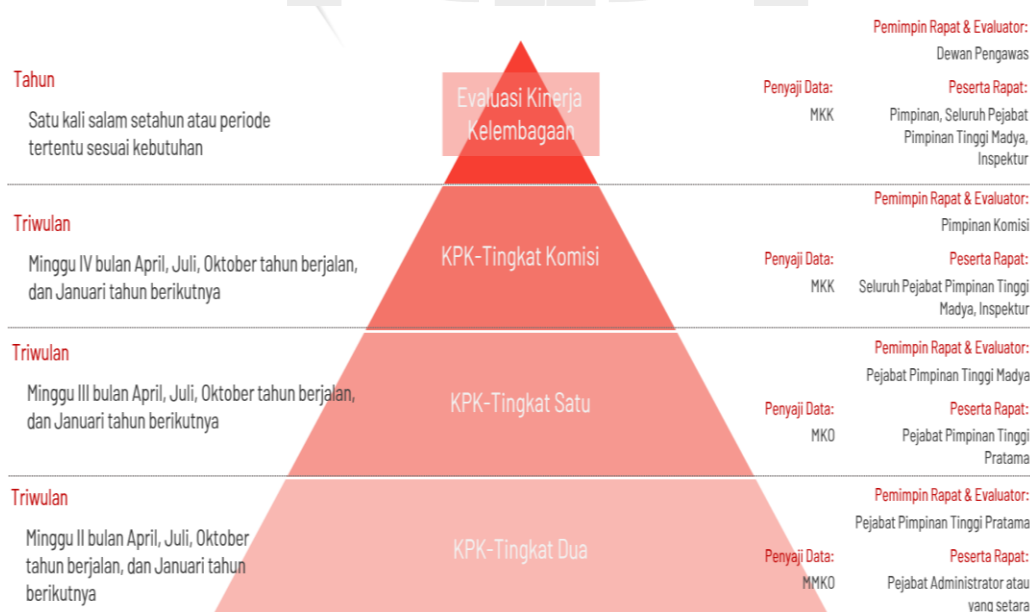 Tahun
Satu kali salam setahun atau periode
tertentu sesuai kebutuhan
Evaluasi Kinerja
Kelembagaan
Pemimpin Rapat & Evaluator:
Dewan Pengawas
Penyaji Data:
MKK
Peserta Rapat:
Pimpinan, Seluruh Pejabat
Pimpinan Tinggi Madya,
Inspektur
Triwulan
Minggu IV bulan April, Juli, Oktober tahun berjalan,
dan Januari tahun berikutnya
KPK-Tingkat Komisi
Pemimpin Rapat & Evaluator:
Pimpinan Komisi
Penyaji Data:
MKK
Peserta Rapat:
Seluruh Pejabat Pimpinan Tinggi
Madya, Inspektur
Triwulan
Minggu III bulan April, Juli, Oktober tahun berjalan,
dan Januari tahun berikutnya
KPK-Tingkat Satu
Pemimpin Rapat & Evaluator:
Pejabat Pimpinan Tinggi Madya
Penyaji Data:
MKO
Peserta Rapat:
Pejabat Pimpinan Tinggi
Pratama
Triwulan
Minggu II bulan April, Juli, Oktober
tahun berjalan, dan Januari tahun
berikutnya
KPK-Tingkat Dua
Pemimpin Rapat & Evaluator:
Pejabat Pimpinan Tinggi Pratama
Penyaji Data:
MMKO
Peserta Rapat:
Pejabat Administrator atau
yang setara